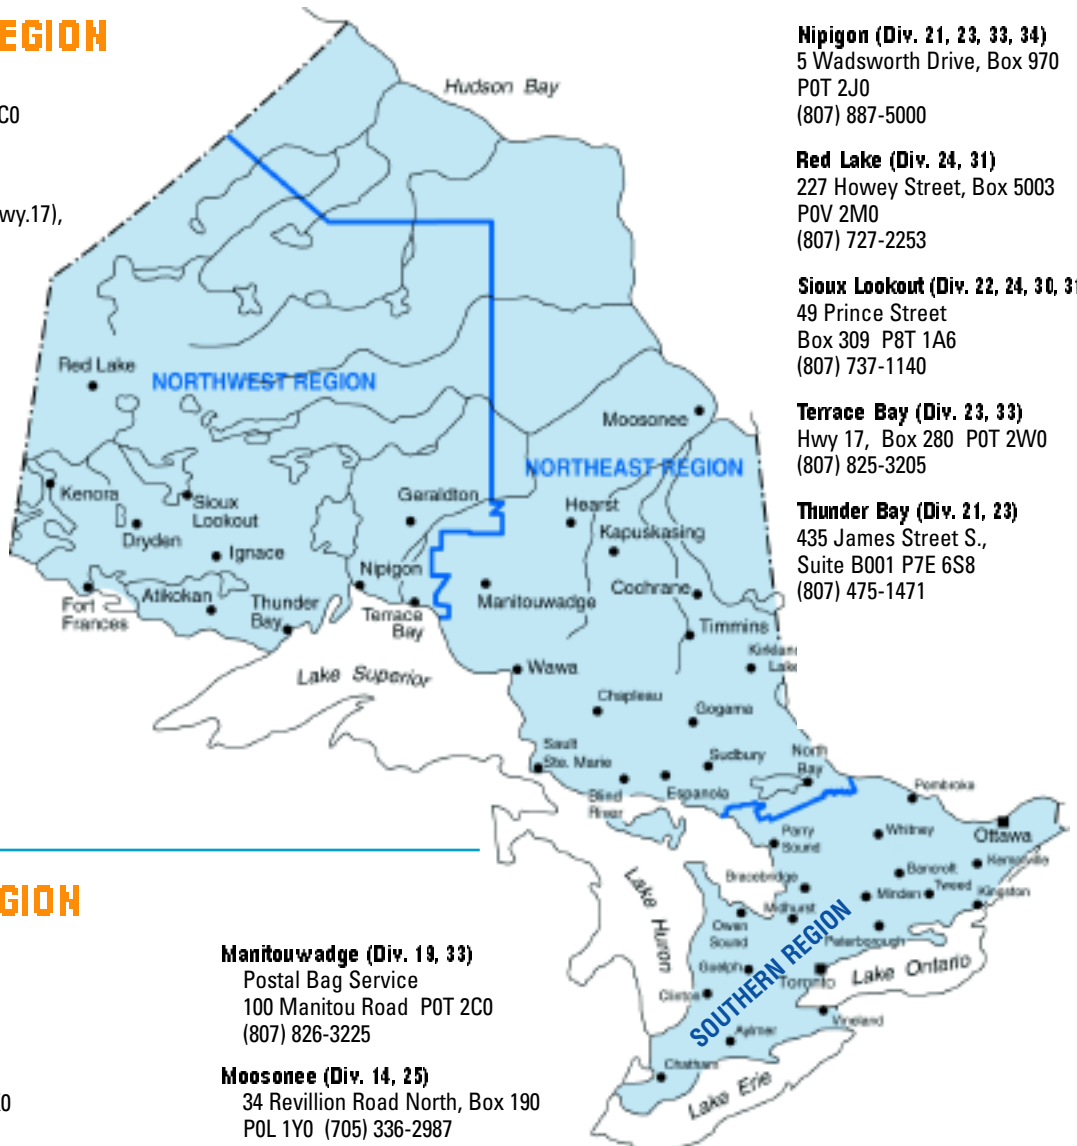 EGION
C0
wy.17),
Hudson Bay
Nipigon (Div. 21, 23, 33, 34)
5 Wadsworth Drive, Box 970
P0T 2J0
(807) 887-5000
Red Lake (Div. 24, 31)
227 Howey Street, Box 5003
P0V 2M0
(807) 727-2253
Sioux Lookout (Div. 22, 24, 30, 31
49 Prince Street
Box 309 P8T 1A6
(807) 737-1140
Terrace Bay (Div. 23, 33)
Hwy 17, Box 280 P0T 2W0
(807) 825-3205
Thunder Bay (Div. 21, 23)
435 James Street S.,
Suite B001 P7E 6S8
(807) 475-1471
Red Lake
NORTHWEST REGION
Moosonee
NORTHEAST REGION
Kenora
Sioux
Lookout
Dryden
Ignace
Geraldton
Hearst
Kapuskasing
Nipigon
Cochrane
Fort
Frances
Atikokan
Thunder
Bay
Terrace
Bay
Manitouwadge
Timmins
Kirklan
Lake
Lake Superior
Wawa
Chapleau
Gogama
Sault
Ste. Marie
Sudbury
North
Bay
Blind
River
Espanola
Pembroke
Parry
Sound
Whitney
Ottawa
Bracebridge
Bancroft
Kemptville
Minden
Tweed
Kingston
Lake Huron
Midhurst
Owen
Sound
Peterborough
SOUTHERN REGION
Guelph
Toronto
Lake Ontario
Clinton
Vineland
Aylmer
Chatham
Lake Erie
GION
0
Manitouwadge (Div. 19, 33)
Postal Bag Service
100 Manitou Road P0T 2C0
(807) 826-3225
Moosonee (Div. 14, 25)
34 Revillion Road North, Box 190
P0L 1Y0 (705) 336-2987